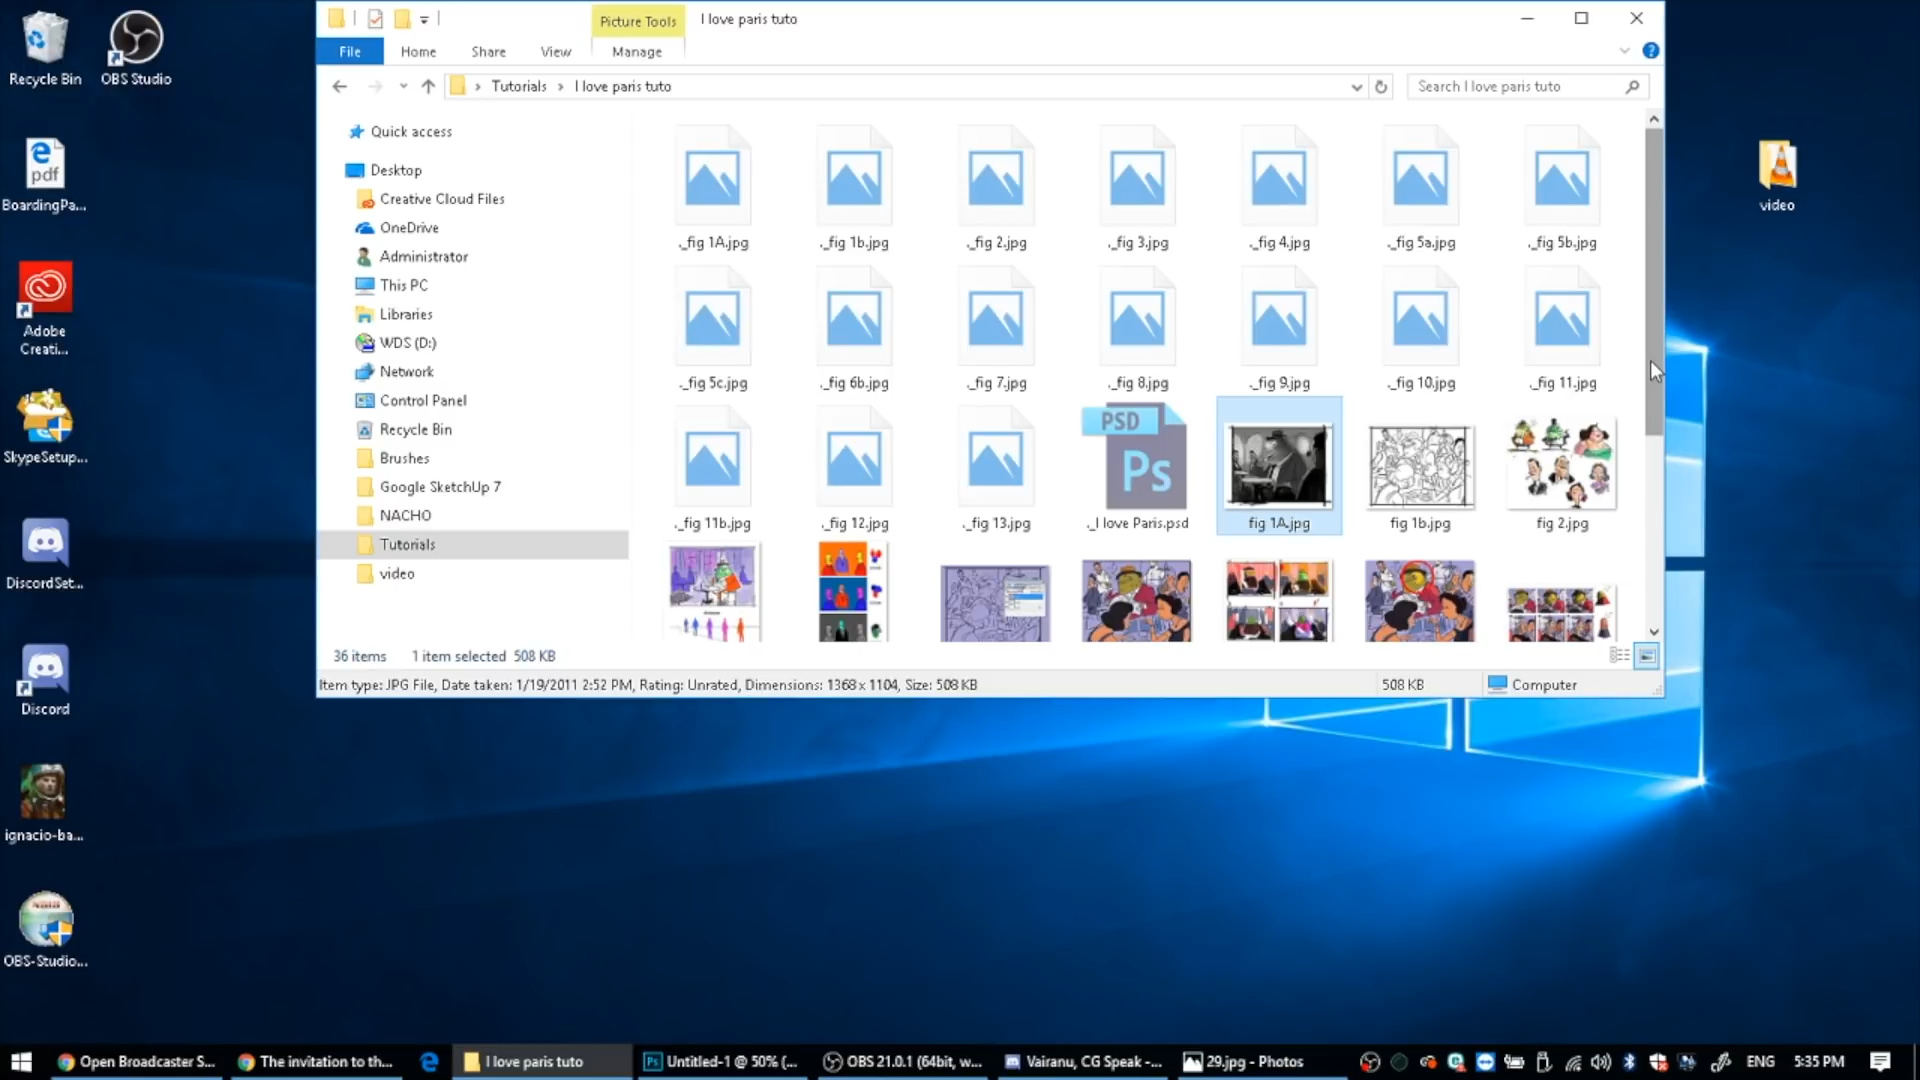 Recycle Bin
OBS Studio
BoardingPa...
pdf
Adobe
Creati...
SkypeSetup...
DiscordSet...
Discord
ignacio-ba...
OBS-Studio...
video
Picture Tools
I love paris tuto
File
Home
Share
View
Manage
Tutorials
I love paris tuto
Search I love paris tuto
Quick access
Desktop
Creative Cloud Files
OneDrive
Administrator
This PC
Libraries
WDS (D:)
Network
Control Panel
Recycle Bin
Brushes
Google SketchUp 7
NACHO
Tutorials
video
._fig 1A.jpg
._fig 1b.jpg
._fig 2.jpg
._fig 3.jpg
._fig 4.jpg
._fig 5a.jpg
._fig 5b.jpg
._fig 5c.jpg
._fig 6b.jpg
._fig 7.jpg
._fig 8.jpg
._fig 9.jpg
._fig 10.jpg
._fig 11.jpg
PSD
Ps
._fig 11b.jpg
._fig 12.jpg
._fig 13.jpg
._I love Paris.psd
fig 1A.jpg
fig 1b.jpg
fig 2.jpg
36 items
1 item selected 508 KB
Item type: JPG File, Date taken: 1/19/2011 2:52 PM, Rating: Unrated, Dimensions: 1368 x 1104, Size: 508 KB
508 KB
Computer
Open Broadcaster S...
The invitation to th...
I love paris tuto
Ps
Untitled-1 @ 50% (...
OBS 21.0.1 (64bit, w...
Vairanu, CG Speak -...
29.jpg - Photos
ENG
5:35 PM